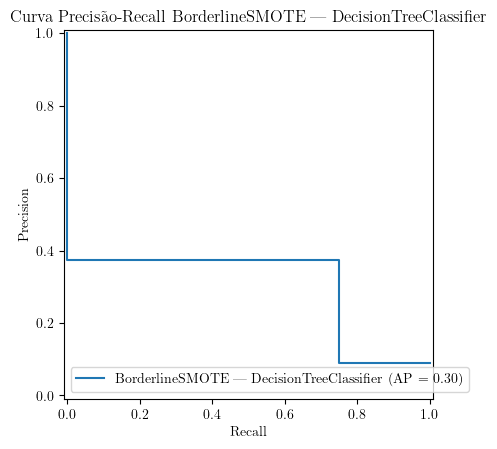 Curva Precisão-Recall BorderlineSMOTE — DecisionTreeClassifier
1.0
0.8
0.6
0.4
0.2
0.0
Precision
BorderlineSMOTE — DecisionTreeClassifier (AP = 0.30)
0.0 0.2 0.4 0.6 0.8 1.0
Recall